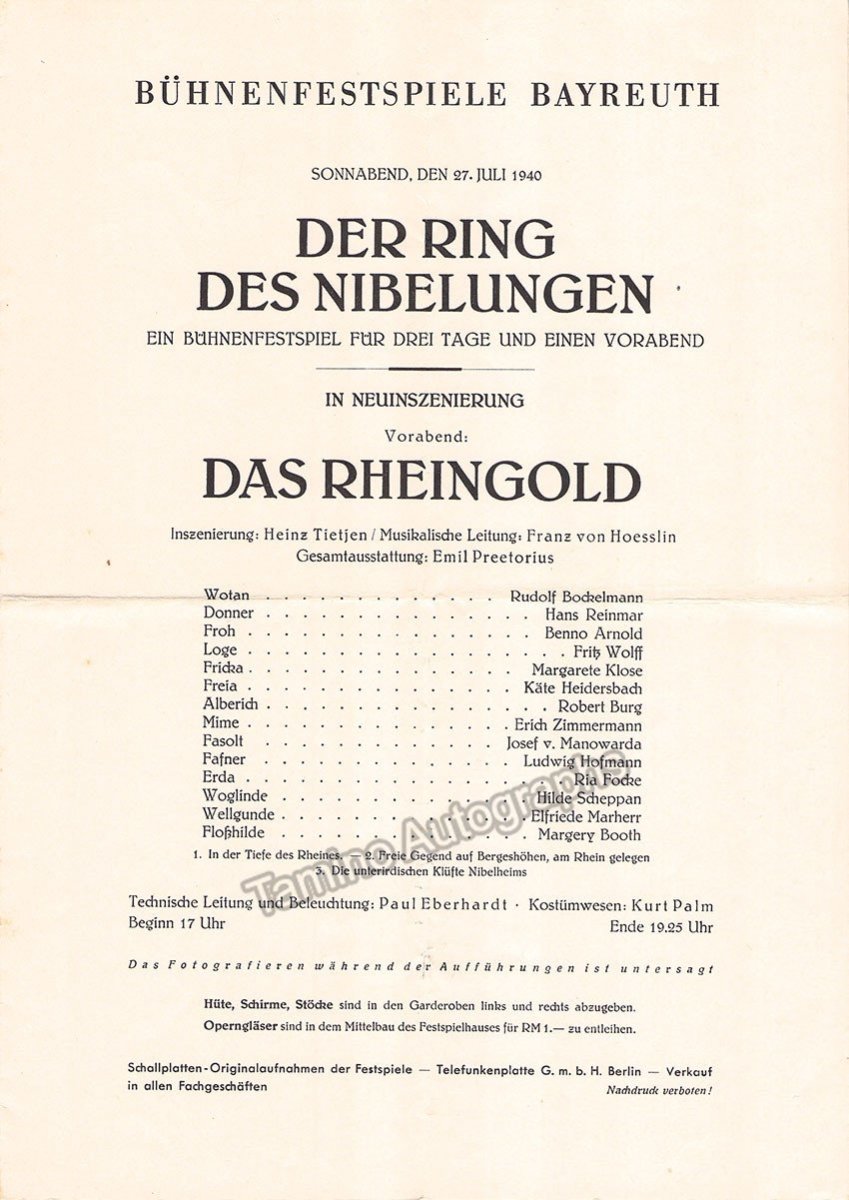 BÜHNENFESTSPIELE BAYREUTH
SONNABEND, DEN 27. JULI 1940
DER RING
DES NIBELUNGEN
EIN BÜHNENFESTSPIEL FÜR DREI TAGE UND EINEN VORABEND
IN NEUINSZENIERUNG
Vorabend:
DAS RHEINGOLD
Inszenierung: Heinz Tietjen / Musikalische Leitung: Franz von Hoesslin
Gesamtausstattung: Emil Preetorius
Wotan . . . . . . . . . . . . . Rudolf Bockelmann
Donner . . . . . . . . . . . . . . . Hans Reinmar
Froh . . . . . . . . . . . . . . . . Benno Arnold
Loge . . . . . . . . . . . . . . . . . . Fritz Wolff
Fricka . . . . . . . . . . . . . . . Margarete Klose
Freia . . . . . . . . . . . . . . . Käte Heidersbach
Alberich . . . . . . . . . . . . . . . . Robert Burg
Mime . . . . . . . . . . . . . . . Erich Zimmermann
Fasolt . . . . . . . . . . . . . Josef v. Manowarda
Fafner . . . . . . . . . . . . . . Ludwig Hofmann
Erda . . . . . . . . . . . . . . . . . . Ria Focke
Woglinde . . . . . . . . . . . . . . Hilde Scheppan
Wellgunde . . . . . . . . . . . . . Elfriede Marherr
Floßhilde . . . . . . . . . . . . . . Margery Booth
1. In der Tiefe des Rheines. — 2. Freie Gegend auf Bergeshöhen, am Rhein gelegen
3. Die unterirdischen Klüfte Nibelheims
Tamino Autographs
Technische Leitung und Beleuchtung: Paul Eberhardt · Kostümwesen: Kurt Palm
Beginn 17 Uhr Ende 19.25 Uhr
Das Fotografieren während der Aufführungen ist untersagt
Hüte, Schirme, Stöcke sind in den Garderoben links und rechts abzugeben.
Operngläser sind in dem Mittelbau des Festspielhauses für RM 1.— zu entleihen.
Schallplatten-Originalaufnahmen der Festspiele — Telefunkenplatte G. m. b. H. Berlin — Verkauf
in allen Fachgeschäften Nachdruck verboten!